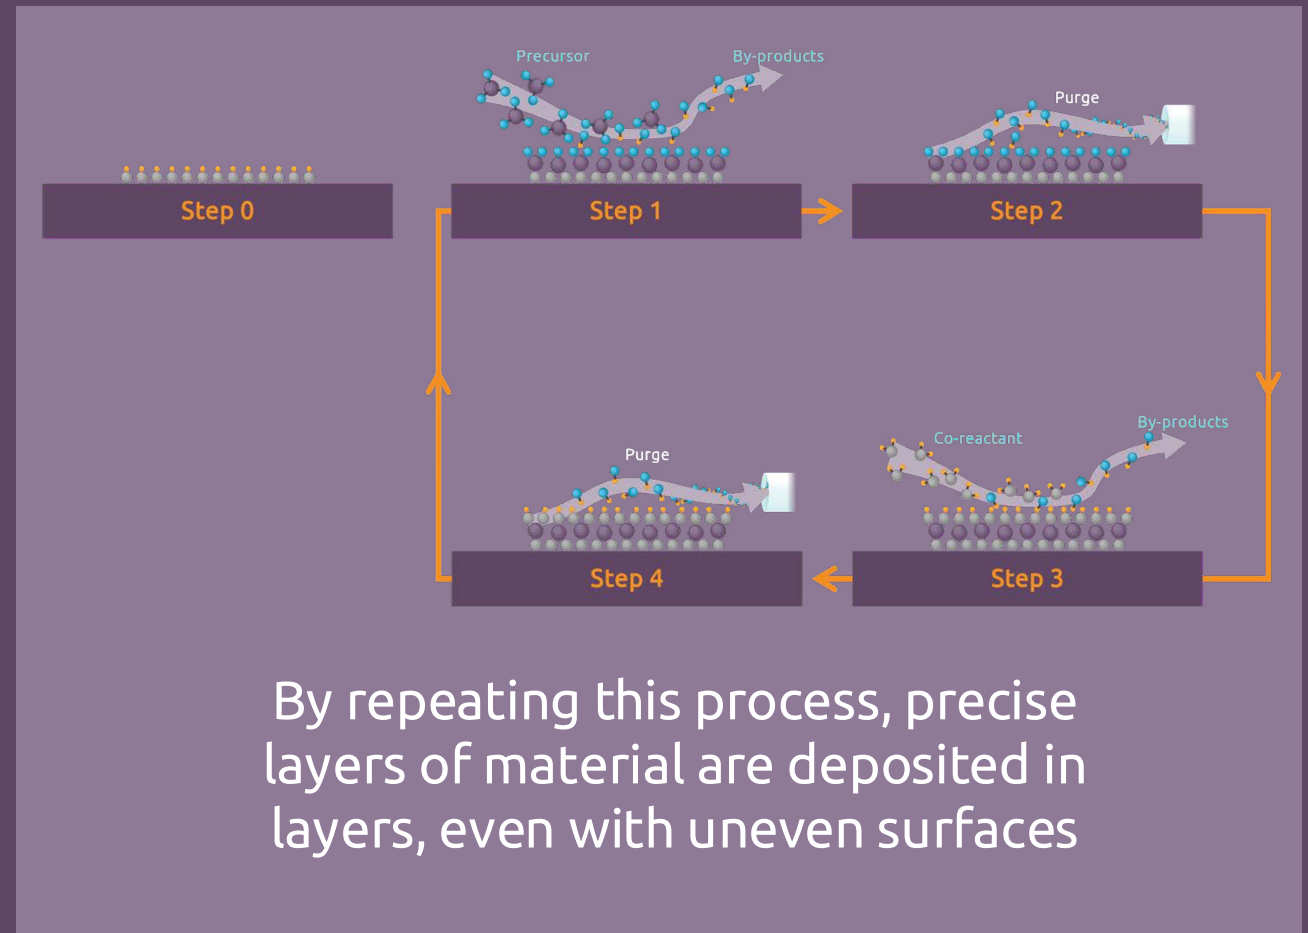 Precursor
By-products
Purge
Step 0
Step 1
Step 2
Purge
Co-reactant
By-products
Step 4
Step 3
By repeating this process, precise
layers of material are deposited in
layers, even with uneven surfaces